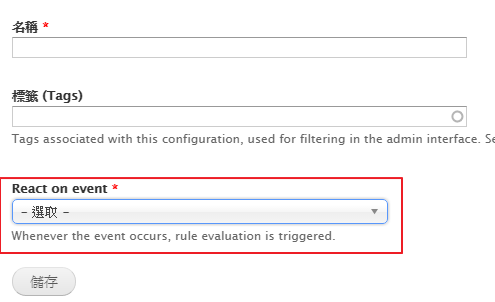 名稱 *
標籤 (Tags)
Tags associated with this configuration, used for filtering in the admin interface.
React on event *
- 選取 -
Whenever the event occurs, rule evaluation is triggered.
儲存